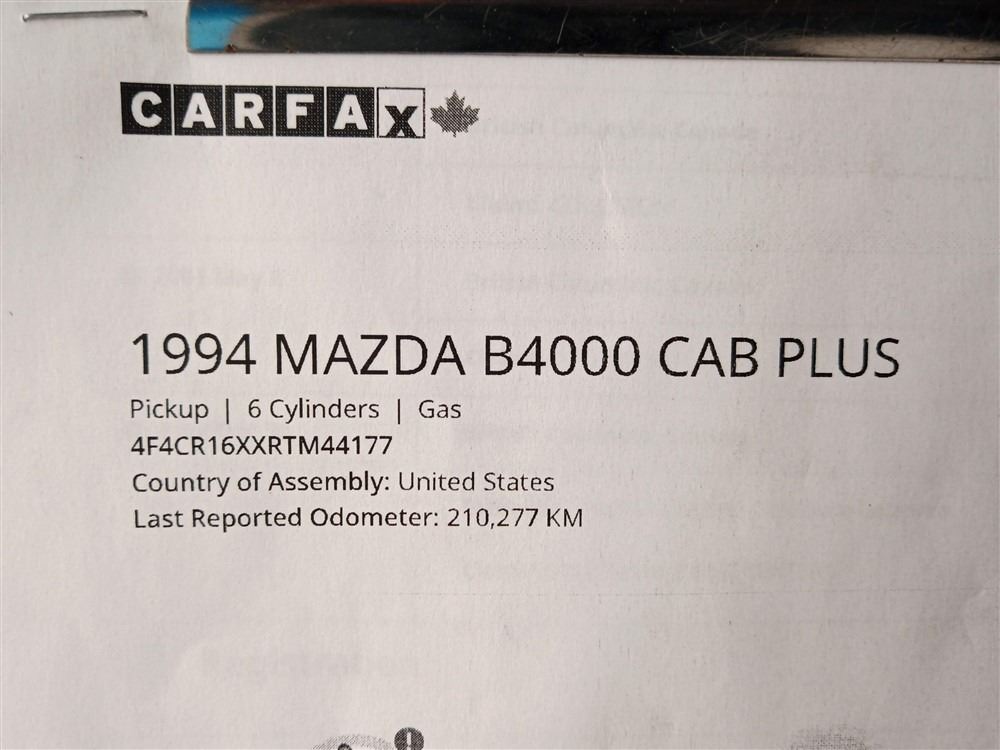 CARFAX
1994 MAZDA B4000 CAB PLUS
Pickup | 6 Cylinders | Gas
4F4CR16XXRTM44177
Country of Assembly: United States
Last Reported Odometer: 210,277 KM
Registration